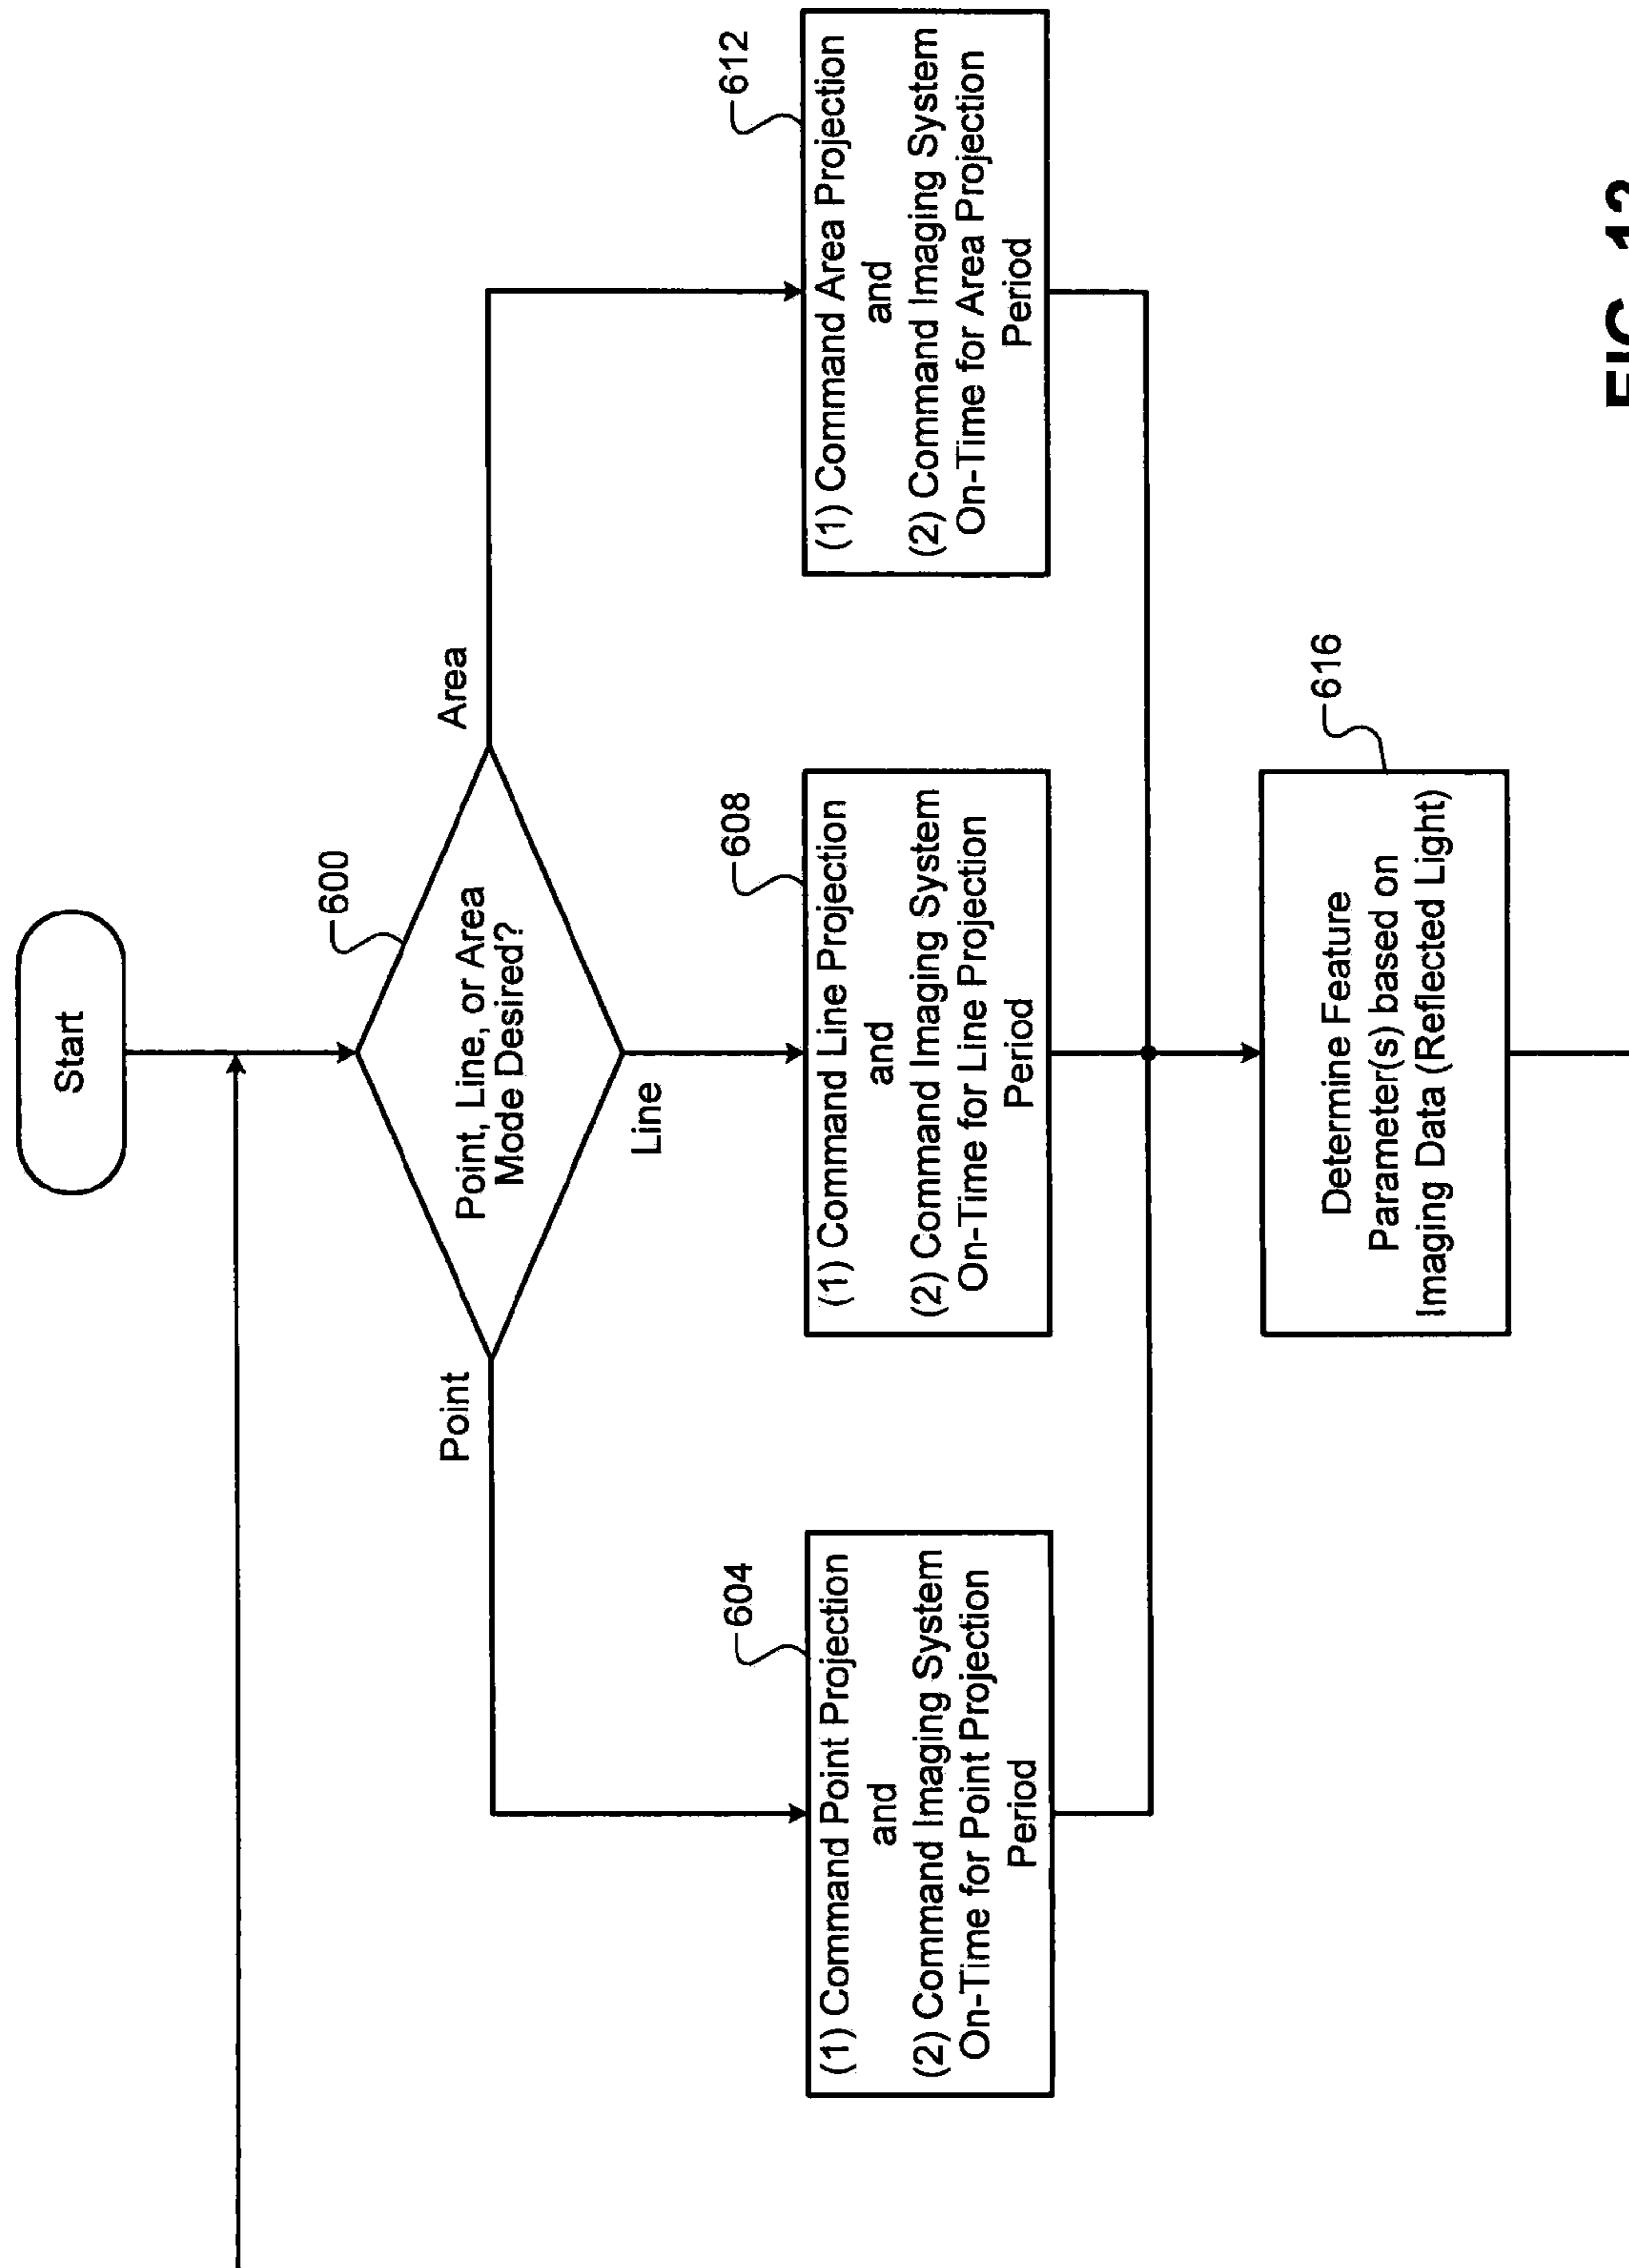 Start
600
Point, Line, or Area
Mode Desired?
Point
Line
Area
604
(1) Command Point Projection
and
(2) Command Imaging System
On-Time for Point Projection
Period
608
(1) Command Line Projection
and
(2) Command Imaging System
On-Time for Line Projection
Period
612
(1) Command Area Projection
and
(2) Command Imaging System
On-Time for Area Projection
Period
616
Determine Feature
Parameter(s) based on
Imaging Data (Reflected Light)
FIG